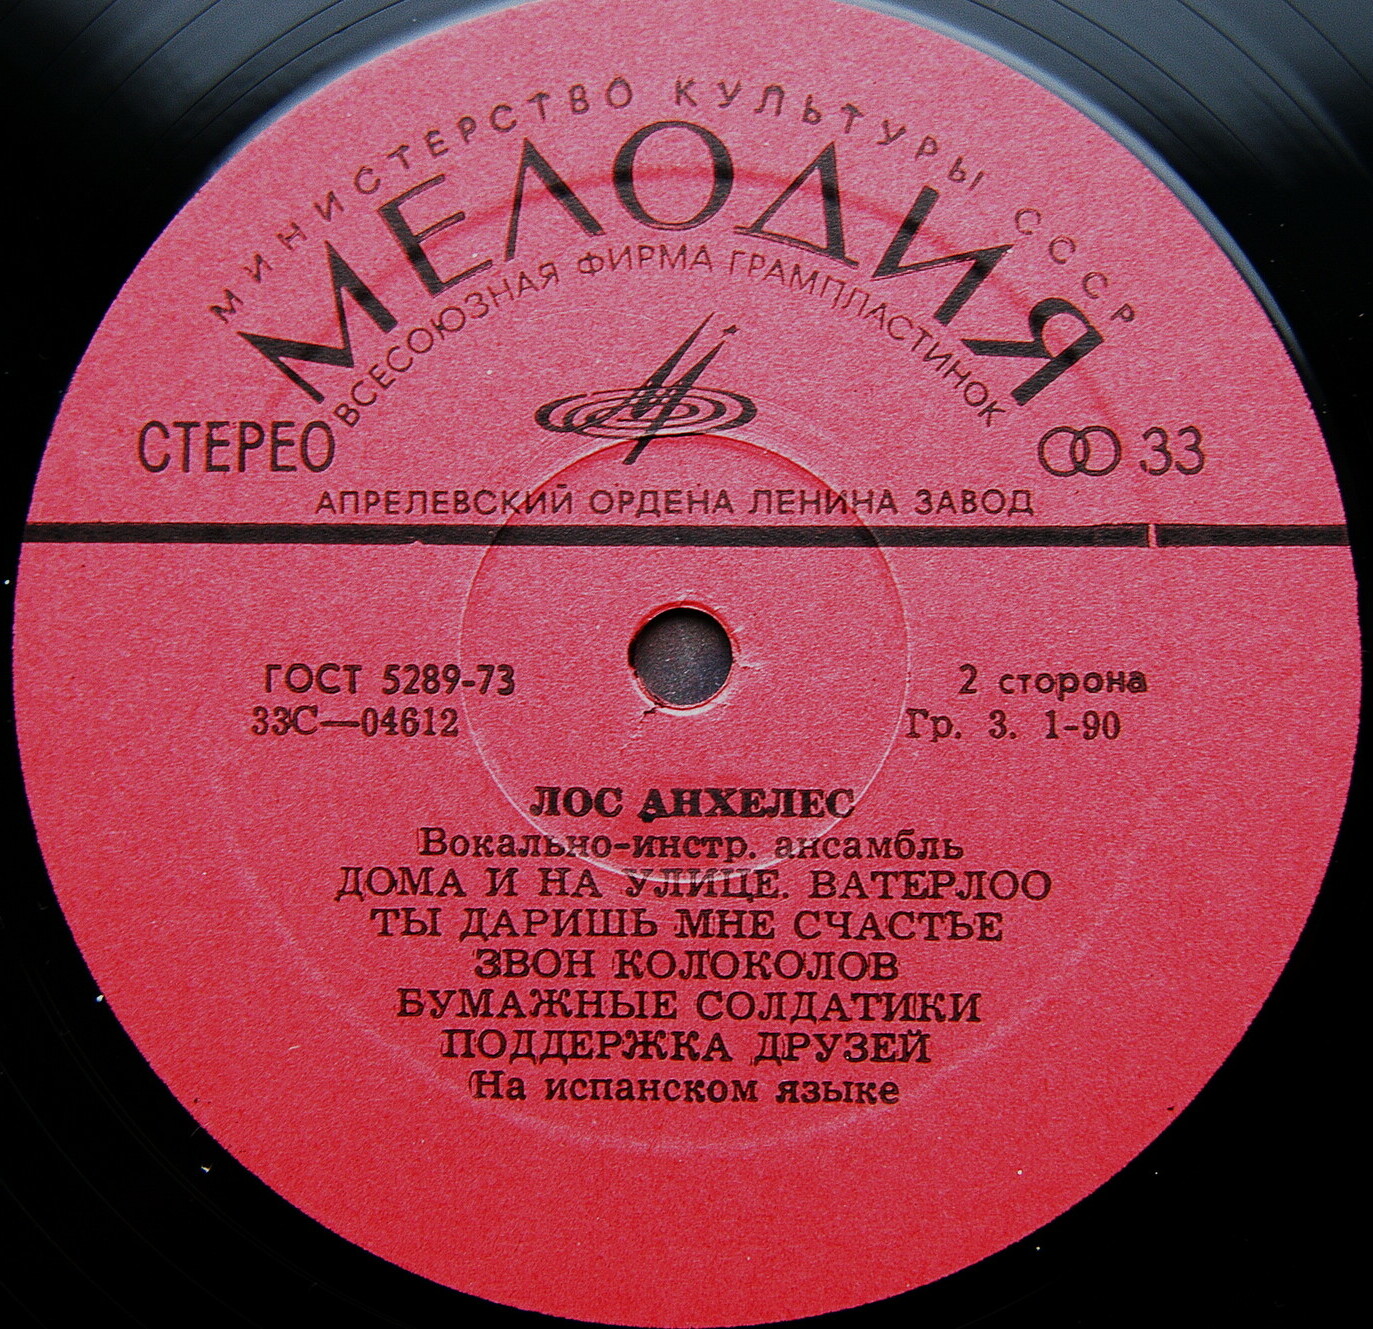 МИНИСТЕРСТВО КУЛЬТУРЫ СССР
МЕЛОДИЯ
ВСЕСОЮЗНАЯ ФИРМА ГРАМПЛАСТИНОК
СТЕРЕО
33
АПРЕЛЕВСКИЙ ОРДЕНА ЛЕНИНА ЗАВОД
ГОСТ 5289-73
33С—04612
2 сторона
Гр. 3. 1-90
ЛОС АНХЕЛЕС
Вокально-инстр. ансамбль
ДОМА И НА УЛИЦЕ. ВАТЕРЛОО
ТЫ ДАРИШЬ МНЕ СЧАСТЬЕ
ЗВОН КОЛОКОЛОВ
БУМАЖНЫЕ СОЛДАТИКИ
ПОДДЕРЖКА ДРУЗЕЙ
(На испанском языке